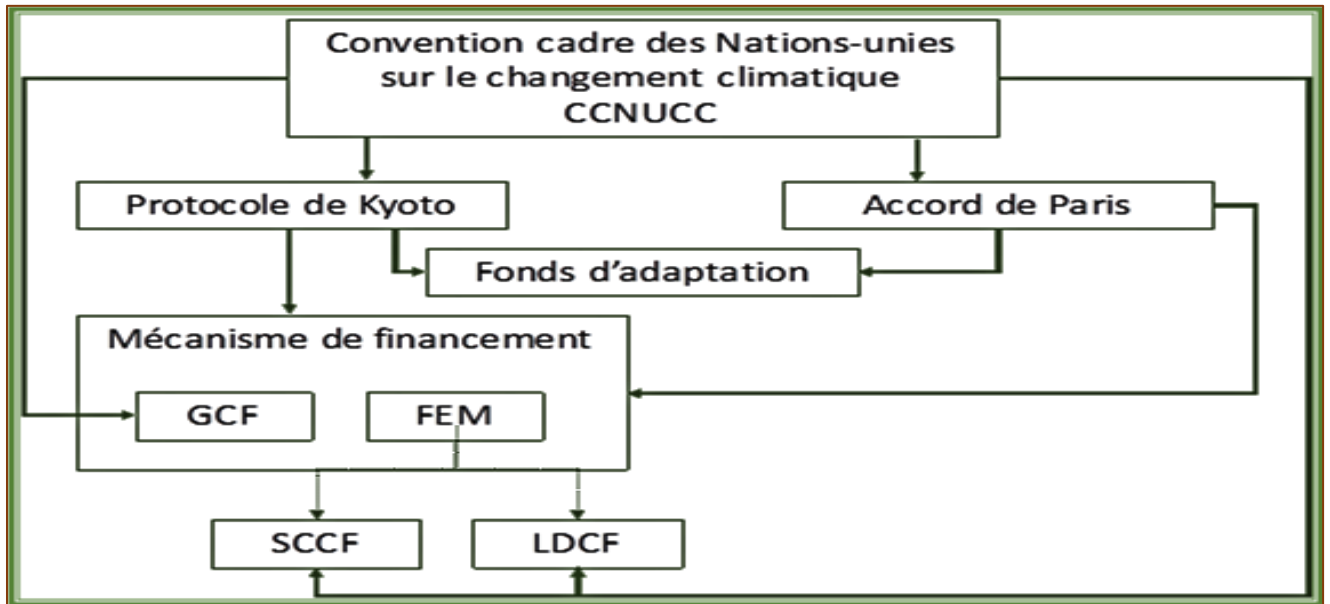 Convention cadre des Nations-unies
sur le changement climatique
CCNUCC
Protocole de Kyoto
Accord de Paris
Fonds d’adaptation
Mécanisme de financement
GCF
FEM
SCCF
LDCF